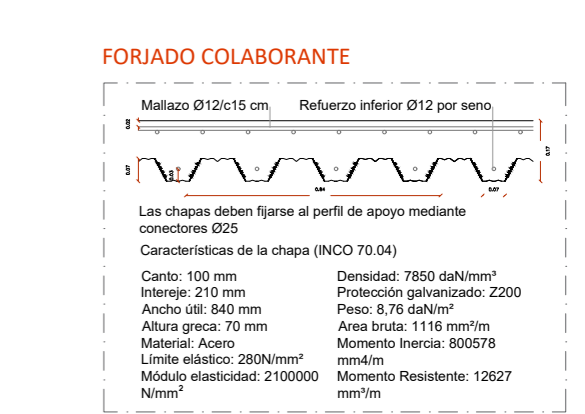 FORJADO COLABORANTE
Mallazo Ø12/c15 cm
Refuerzo inferior Ø12 por seno
0.02
0.17
0.07
0.03
0.84
0.07
Las chapas deben fijarse al perfil de apoyo mediante
conectores Ø25
Características de la chapa (INCO 70.04)
Canto: 100 mm
Intereje: 210 mm
Ancho útil: 840 mm
Altura greca: 70 mm
Material: Acero
Límite elástico: 280N/mm²
Módulo elasticidad: 2100000
N/mm²
Densidad: 7850 daN/mm³
Protección galvanizado: Z200
Peso: 8,76 daN/m²
Area bruta: 1116 mm²/m
Momento Inercia: 800578
mm4/m
Momento Resistente: 12627
mm³/m